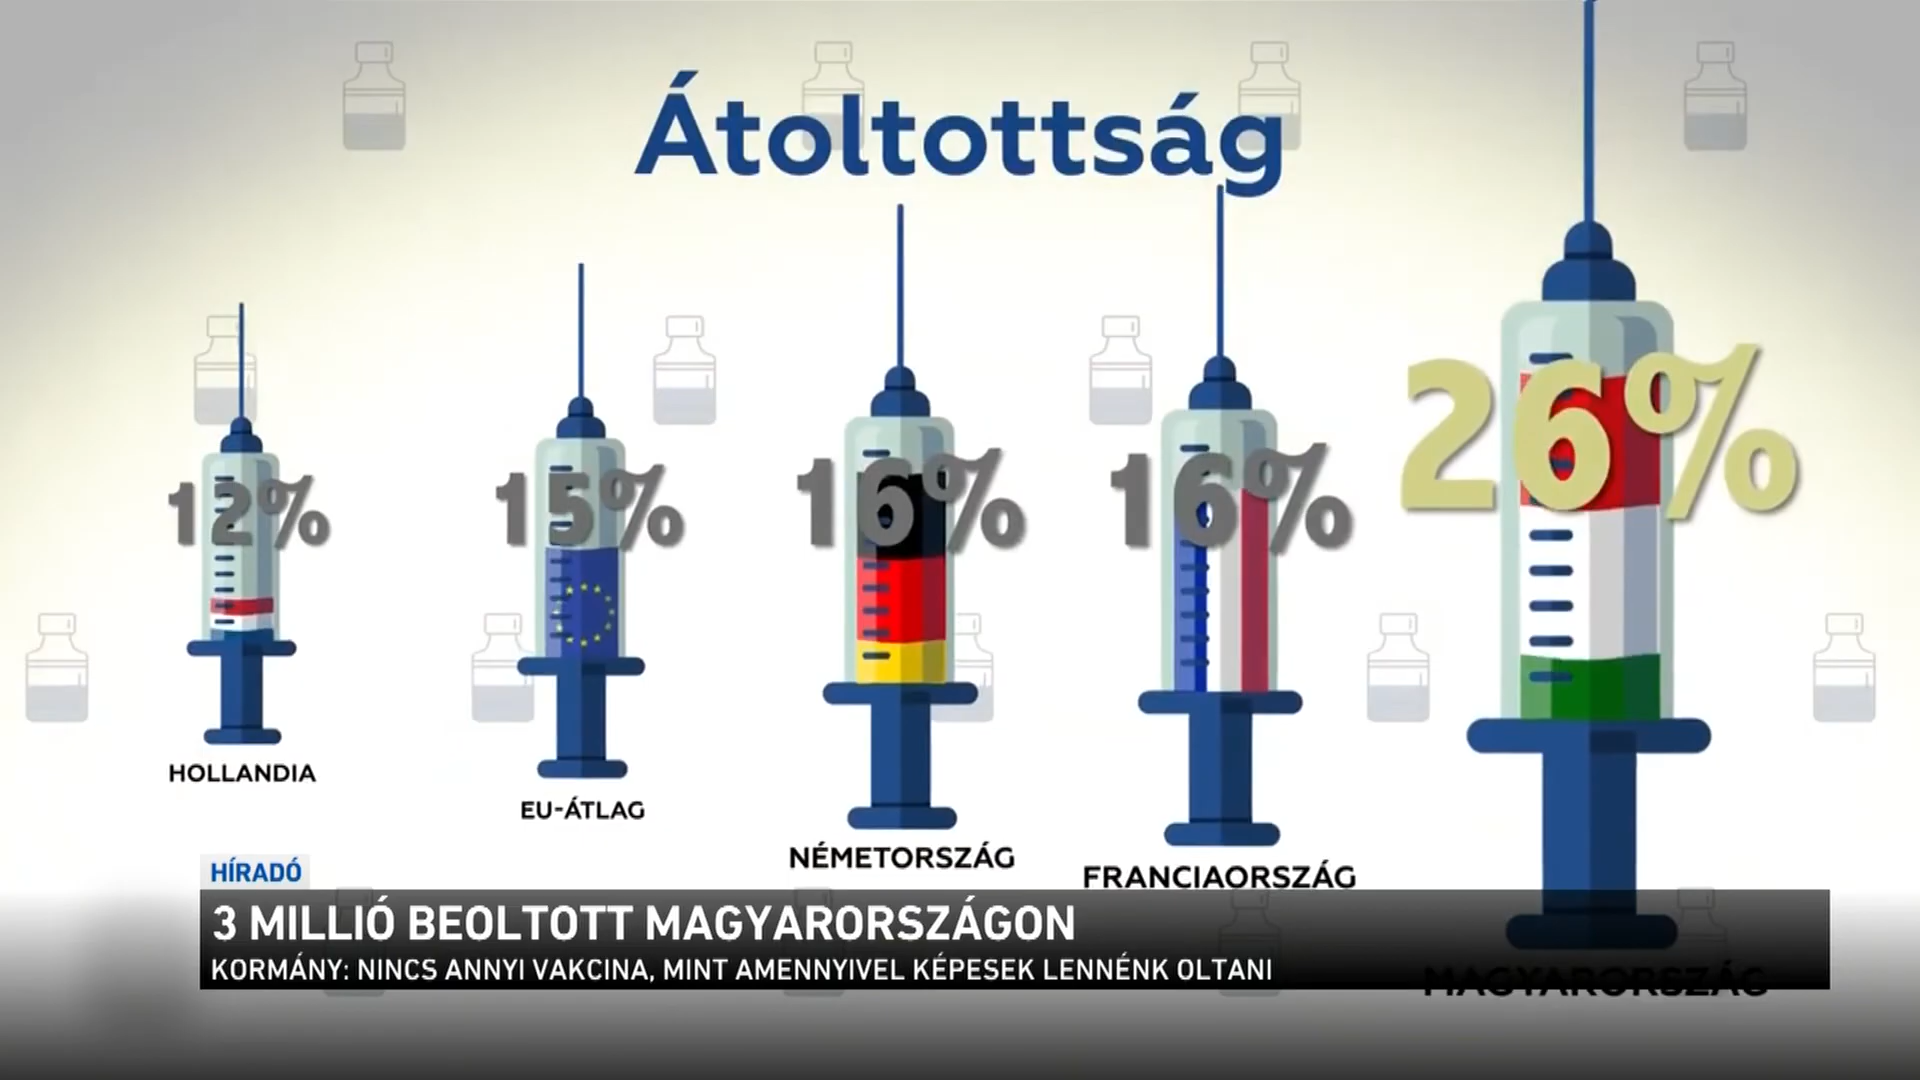 Átoltottság
12%
15%
16%
16%
26%
HOLLANDIA
EU-ÁTLAG
NÉMETORSZÁG
FRANCIAORSZÁG
MAGYARORSZÁG
HÍRADÓ
3 MILLIÓ BEOLTOTT MAGYARORSZÁGON
KORMÁNY: NINCS ANNYI VAKCINA, MINT AMENNYIVEL KÉPESEK LENNÉNK OLTANI